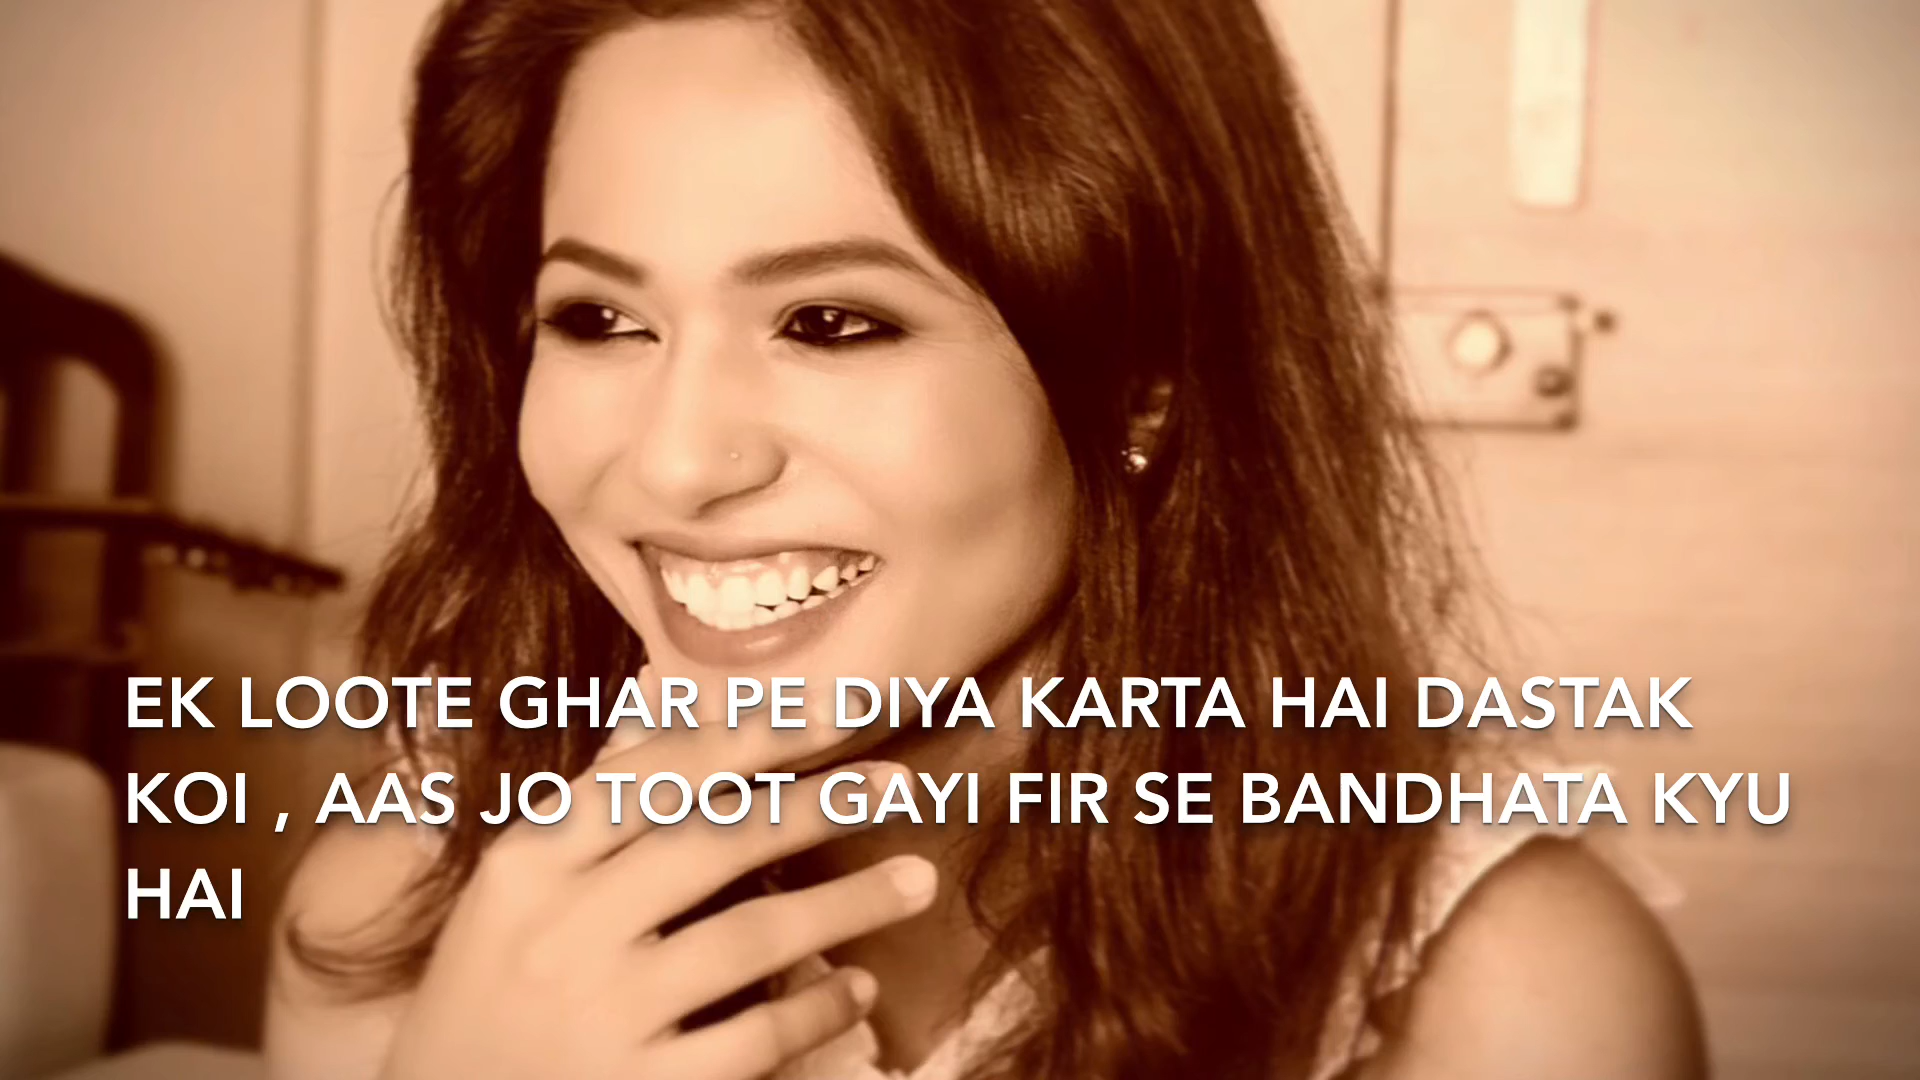 EK LOOTE GHAR PE DIYA KARTA HAI DASTAK
KOI , AAS JO TOOT GAYI FIR SE BANDHATA KYU
HAI